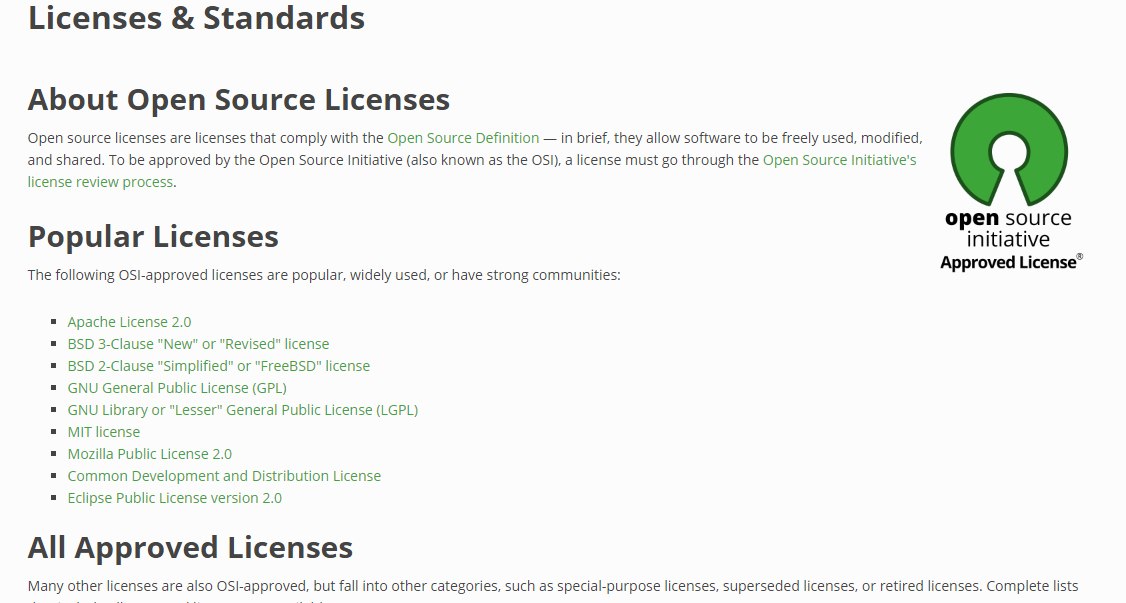 Licenses & Standards
About Open Source Licenses
Open source licenses are licenses that comply with the Open Source Definition — in brief, they allow software to be freely used, modified,
and shared. To be approved by the Open Source Initiative (also known as the OSI), a license must go through the Open Source Initiative's
license review process.
open source
initiative
Approved License®
Popular Licenses
The following OSI-approved licenses are popular, widely used, or have strong communities:
▪ Apache License 2.0
▪ BSD 3-Clause "New" or "Revised" license
▪ BSD 2-Clause "Simplified" or "FreeBSD" license
▪ GNU General Public License (GPL)
▪ GNU Library or "Lesser" General Public License (LGPL)
▪ MIT license
▪ Mozilla Public License 2.0
▪ Common Development and Distribution License
▪ Eclipse Public License version 2.0
All Approved Licenses
Many other licenses are also OSI-approved, but fall into other categories, such as special-purpose licenses, superseded licenses, or retired licenses. Complete lists